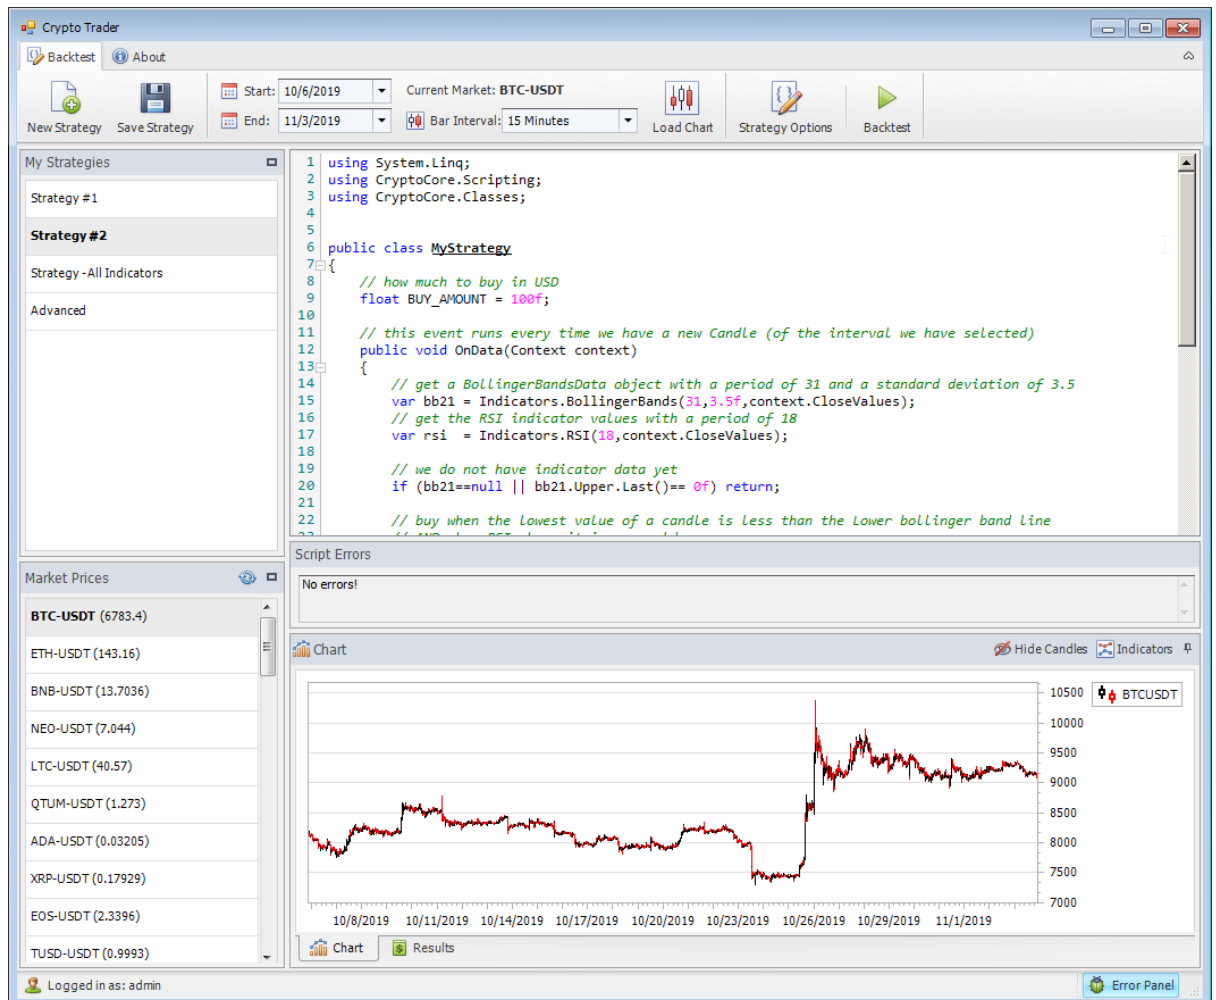 Crypto Trader
Backtest
About
New Strategy
Save Strategy
Start: 10/6/2019
End: 11/3/2019
Current Market: BTC-USDT
Bar Interval: 15 Minutes
Load Chart
Strategy Options
Backtest
My Strategies
Strategy #1
Strategy #2
Strategy -All Indicators
Advanced
1 using System.Linq;
2 using CryptoCore.Scripting;
3 using CryptoCore.Classes;
4
5
6 public class MyStrategy
7 {
8 // how much to buy in USD
9 float BUY_AMOUNT = 100f;
10
11 // this event runs every time we have a new Candle (of the interval we have selected)
12 public void OnData(Context context)
13 {
14 // get a BollingerBandsData object with a period of 31 and a standard deviation of 3.5
15 var bb21 = Indicators.BollingerBands(31,3.5f,context.CloseValues);
16 // get the RSI indicator values with a period of 18
17 var rsi  = Indicators.RSI(18,context.CloseValues);
18
19 // we do not have indicator data yet
20 if (bb21==null || bb21.Upper.Last()== 0f) return;
21
22 // buy when the lowest value of a candle is less than the Lower bollinger band line
Script Errors
No errors!
Market Prices
BTC-USDT (6783.4)
ETH-USDT (143.16)
BNB-USDT (13.7036)
NEO-USDT (7.044)
LTC-USDT (40.57)
QTUM-USDT (1.273)
ADA-USDT (0.03205)
XRP-USDT (0.17929)
EOS-USDT (2.3396)
TUSD-USDT (0.9993)
Chart
Hide Candles
Indicators
BTCUSDT
10500
10000
9500
9000
8500
8000
7500
7000
10/8/2019 10/11/2019 10/14/2019 10/17/2019 10/20/2019 10/23/2019 10/26/2019 10/29/2019 11/1/2019
Chart
Results
Logged in as: admin
Error Panel